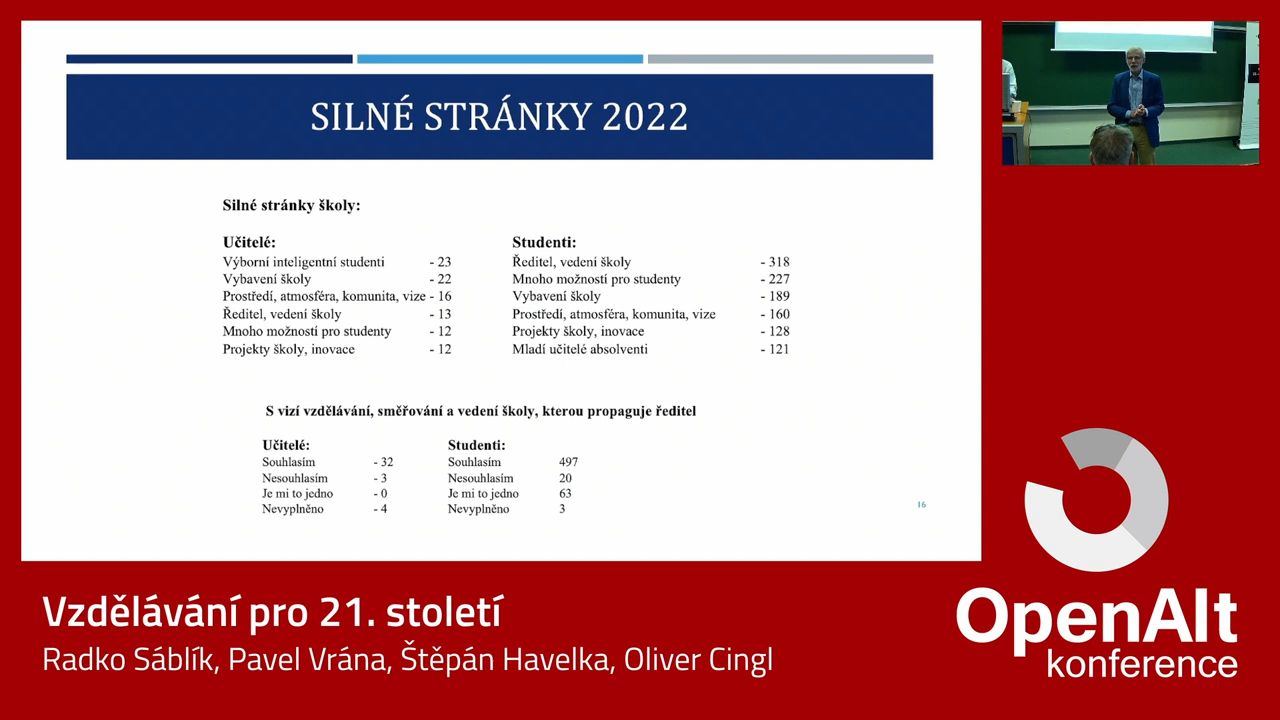 SILNÉ STRÁNKY 2022
Silné stránky školy:
Učitelé:
Výborní inteligentní studenti - 23
Vybavení školy - 22
Prostředí, atmosféra, komunita, vize - 16
Ředitel, vedení školy - 13
Mnoho možností pro studenty - 12
Projekty školy, inovace - 12
Studenti:
Ředitel, vedení školy - 318
Mnoho možností pro studenty - 227
Vybavení školy - 189
Prostředí, atmosféra, komunita, vize - 160
Projekty školy, inovace - 128
Mladí učitelé absolventi - 121
S vizí vzdělávání, směřování a vedení školy, kterou propaguje ředitel
Učitelé:
Souhlasím - 32
Nesouhlasím - 3
Je mi to jedno - 0
Nevyplněno - 4
Studenti:
Souhlasím 497
Nesouhlasím 20
Je mi to jedno 63
Nevyplněno 3
16
Vzdělávání pro 21. století
Radko Sáblík, Pavel Vrána, Štěpán Havelka, Oliver Cingl
OpenAlt
konference